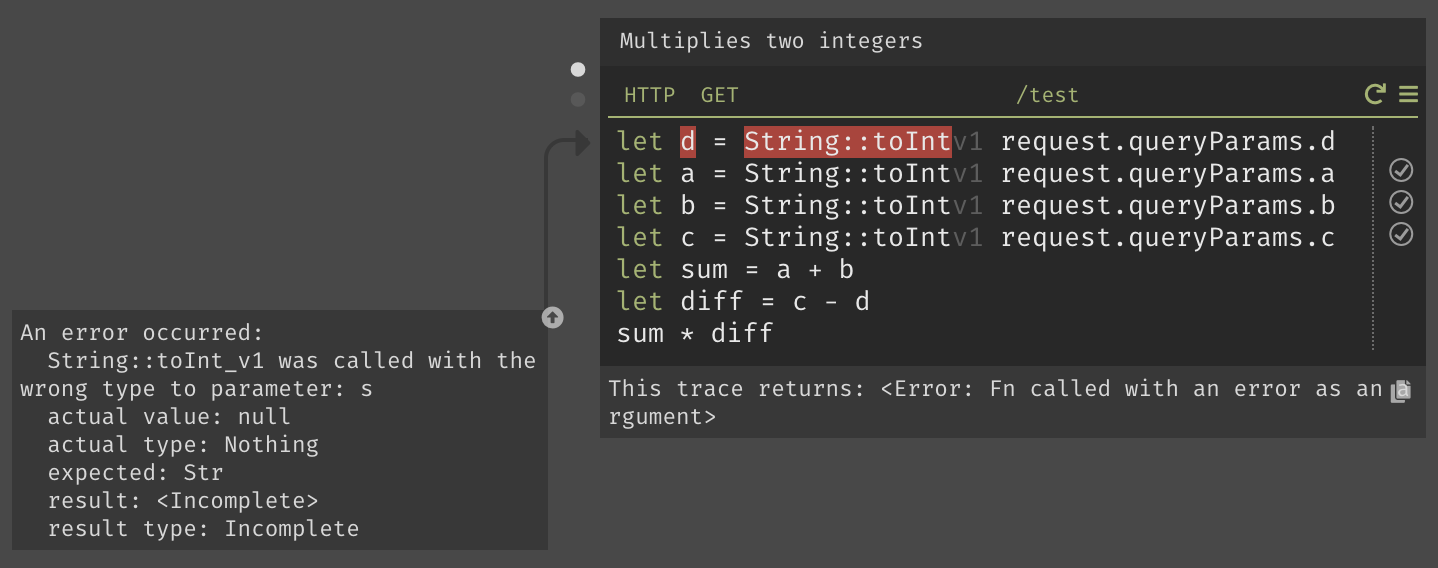 Multiplies two integers
HTTP GET /test
let d = String::toIntv1 request.queryParams.d
let a = String::toIntv1 request.queryParams.a
let b = String::toIntv1 request.queryParams.b
let c = String::toIntv1 request.queryParams.c
let sum = a + b
let diff = c - d
sum * diff
This trace returns: <Error: Fn called with an error as an a
rgument>
An error occurred:
String::toInt_v1 was called with the
wrong type to parameter: s
actual value: null
actual type: Nothing
expected: Str
result: <Incomplete>
result type: Incomplete